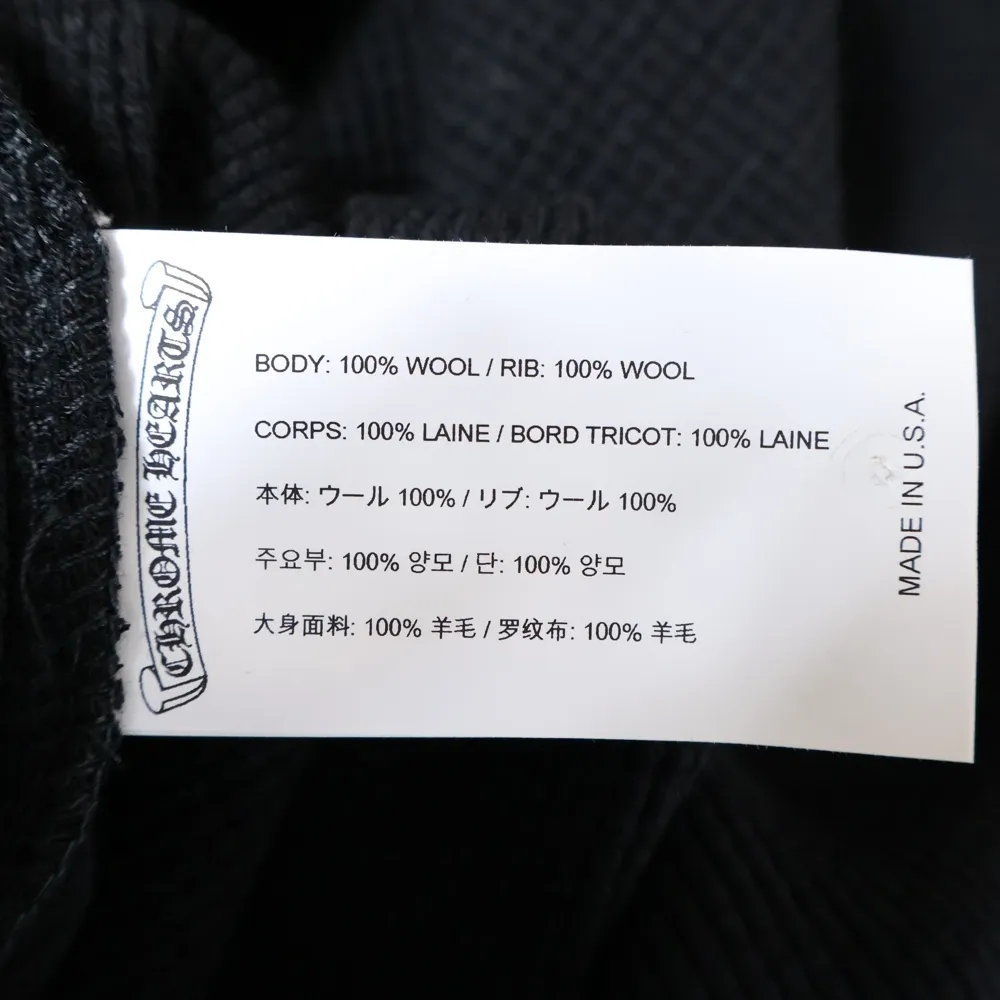 CHROME HEARTS
BODY: 100% WOOL / RIB: 100% WOOL
CORPS: 100% LAINE / BORD TRICOT: 100% LAINE
本体: ウール 100% / リブ: ウール 100%
주요부: 100% 양모 / 단: 100% 양모
大身面料: 100% 羊毛 / 罗纹布: 100% 羊毛
MADE IN U.S.A.